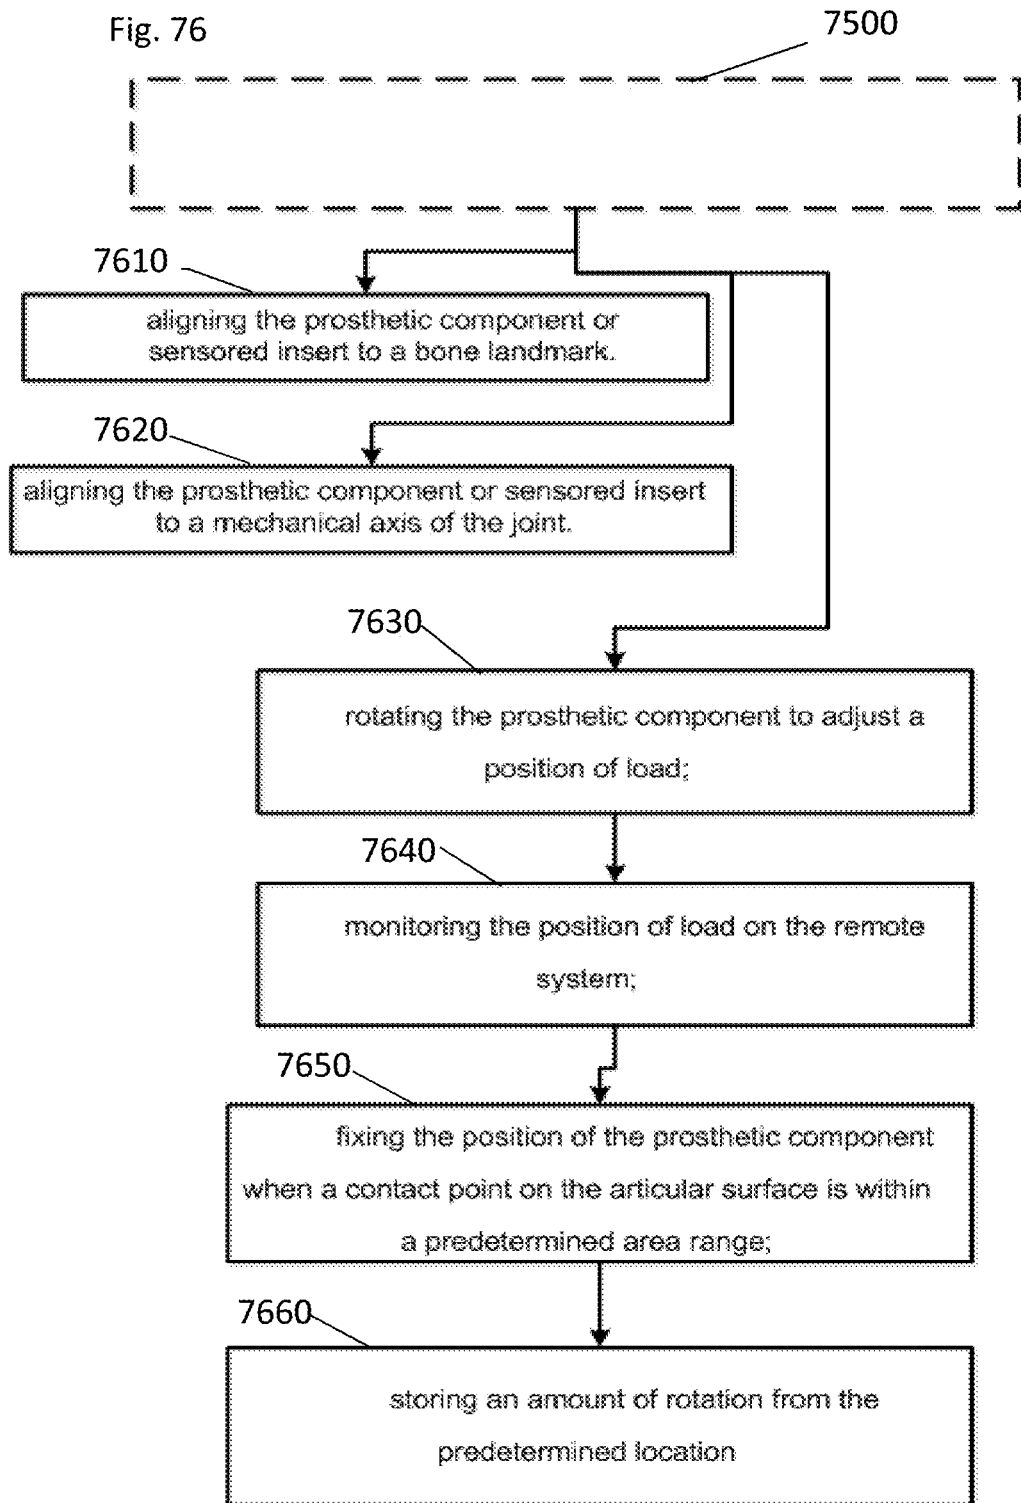 Fig. 76
7500
7610
aligning the prosthetic component or
sensored insert to a bone landmark.
7620
aligning the prosthetic component or sensored insert
to a mechanical axis of the joint.
7630
rotating the prosthetic component to adjust a
position of load;
7640
monitoring the position of load on the remote
system;
7650
fixing the position of the prosthetic component
when a contact point on the articular surface is within
a predetermined area range;
7660
storing an amount of rotation from the
predetermined location